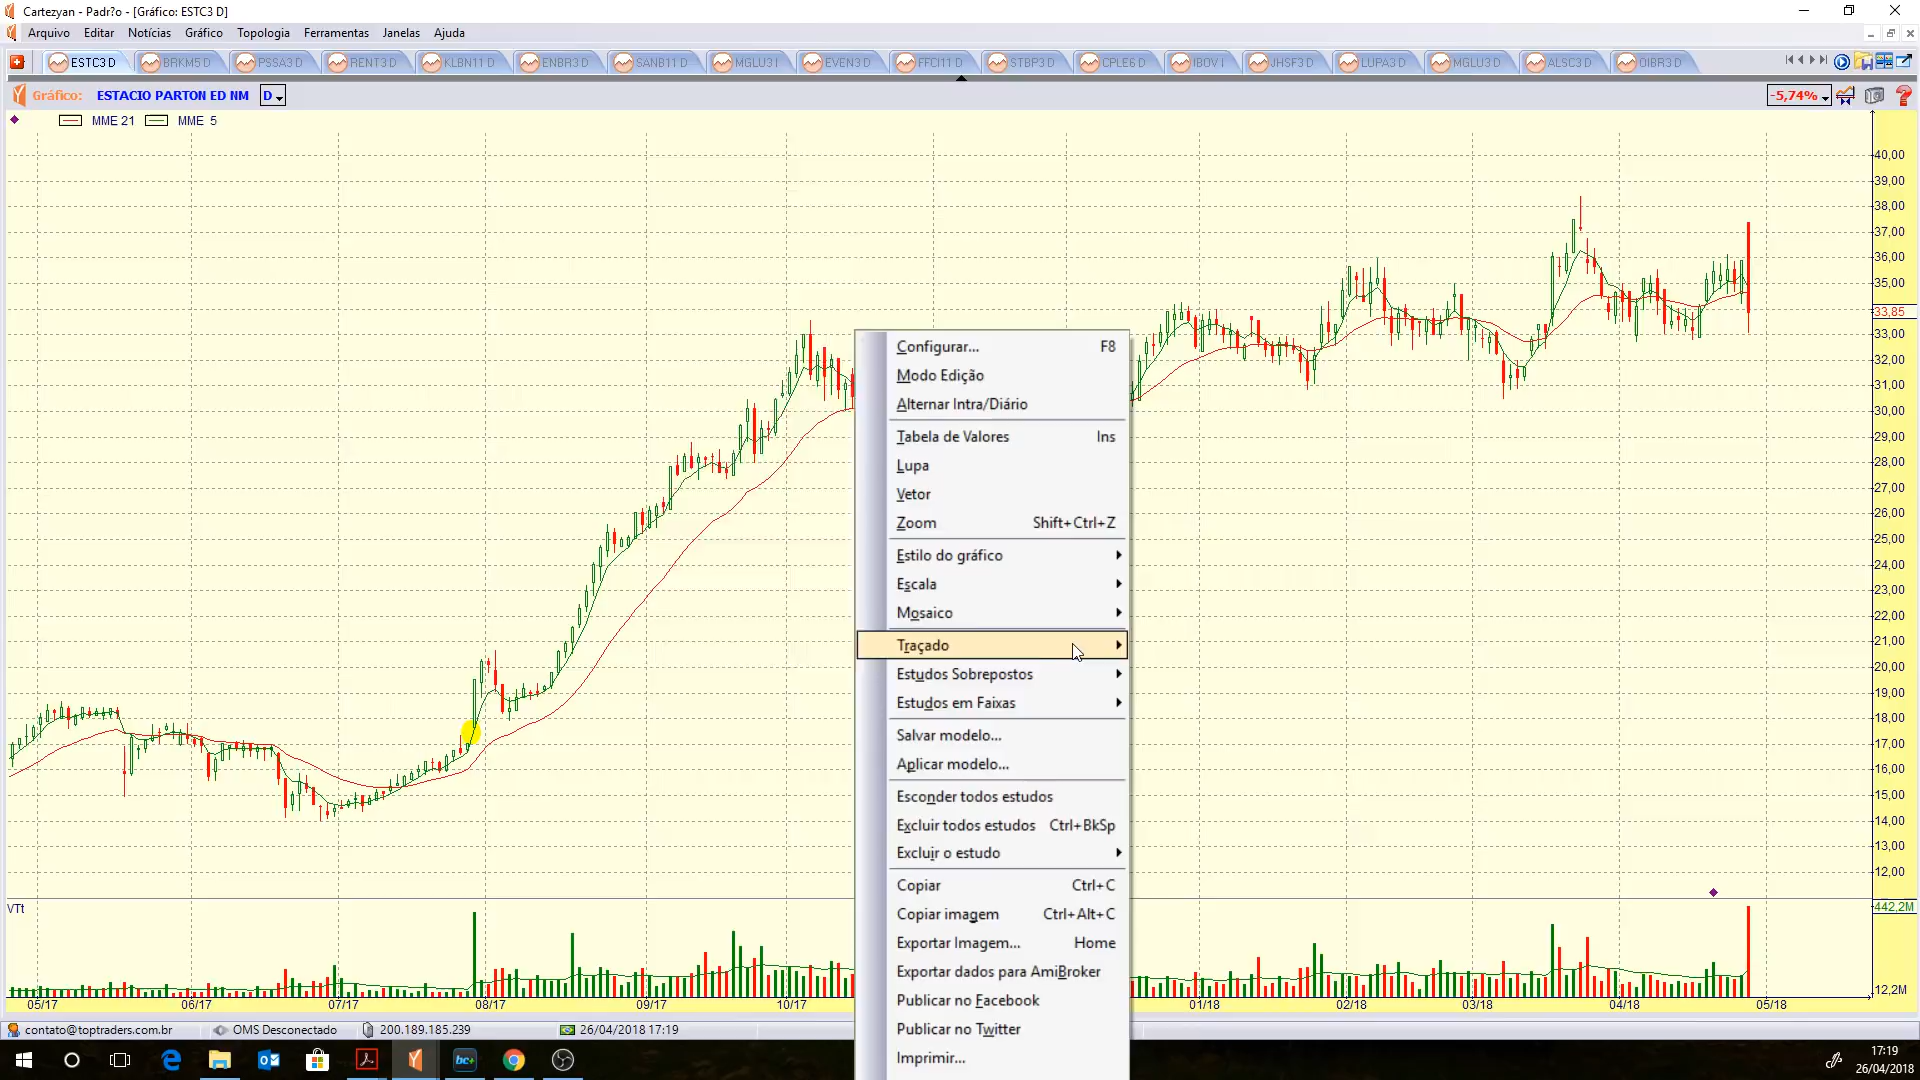 Cartezyan - Padr?o - [Gráfico: ESTC3 D]
Arquivo Editar Notícias Gráfico Topologia Ferramentas Janelas Ajuda
ESTC3 D BRKM5 D PSSA3 D RENT3 D KLBN11 D ENBR3 D SANB11 D MGLU3 I EVEN3 D FFCI11 D STBP3 D CPLE6 D IBOV I JHSF3 D LUPA3 D MGLU3 D ALSC3 D OIBR3 D
Gráfico: ESTACIO PARTON ED NM D -5,74%
MME 21 MME 5
40,00
39,00
38,00
37,00
36,00
35,00
33,85
33,00
32,00
31,00
30,00
29,00
28,00
27,00
26,00
25,00
24,00
23,00
22,00
21,00
20,00
19,00
18,00
17,00
16,00
15,00
14,00
13,00
12,00
Configurar... F8
Modo Edição
Alternar Intra/Diário
Tabela de Valores Ins
Lupa
Vetor
Zoom Shift+Ctrl+Z
Estilo do gráfico
Escala
Mosaico
Traçado
Estudos Sobrepostos
Estudos em Faixas
Salvar modelo...
Aplicar modelo...
Esconder todos estudos
Excluir todos estudos Ctrl+BkSp
Excluir o estudo
Copiar Ctrl+C
Copiar imagem Ctrl+Alt+C
Exportar Imagem... Home
Exportar dados para AmiBroker
Publicar no Facebook
Publicar no Twitter
Imprimir...
VTt
442,2M
12,2M
05/17 06/17 07/17 08/17 09/17 10/17 01/18 02/18 03/18 04/18 05/18
contato@toptraders.com.br OMS Desconectado 200.189.185.239 26/04/2018 17:19
bc+
17:19
26/04/2018